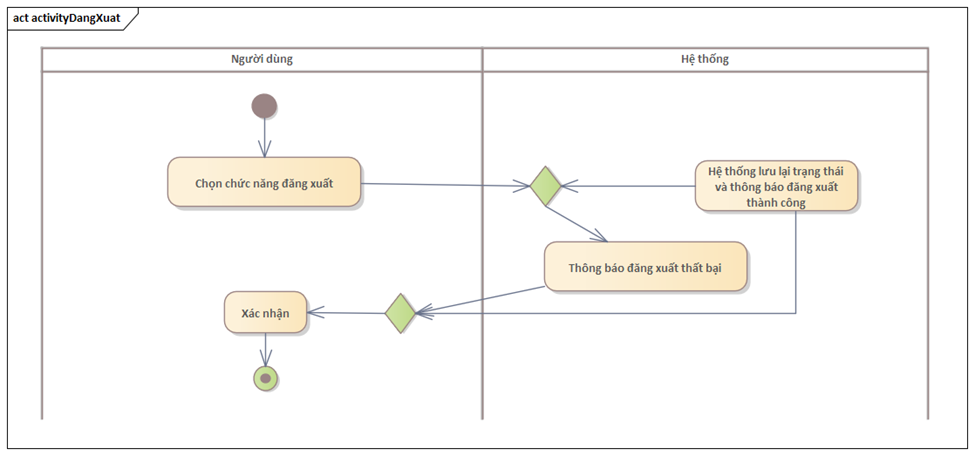 act activityDangXuat
Người dùng
Hệ thống
Chọn chức năng đăng xuất
Hệ thống lưu lại trạng thái
và thông báo đăng xuất
thành công
Thông báo đăng xuất thất bại
Xác nhận